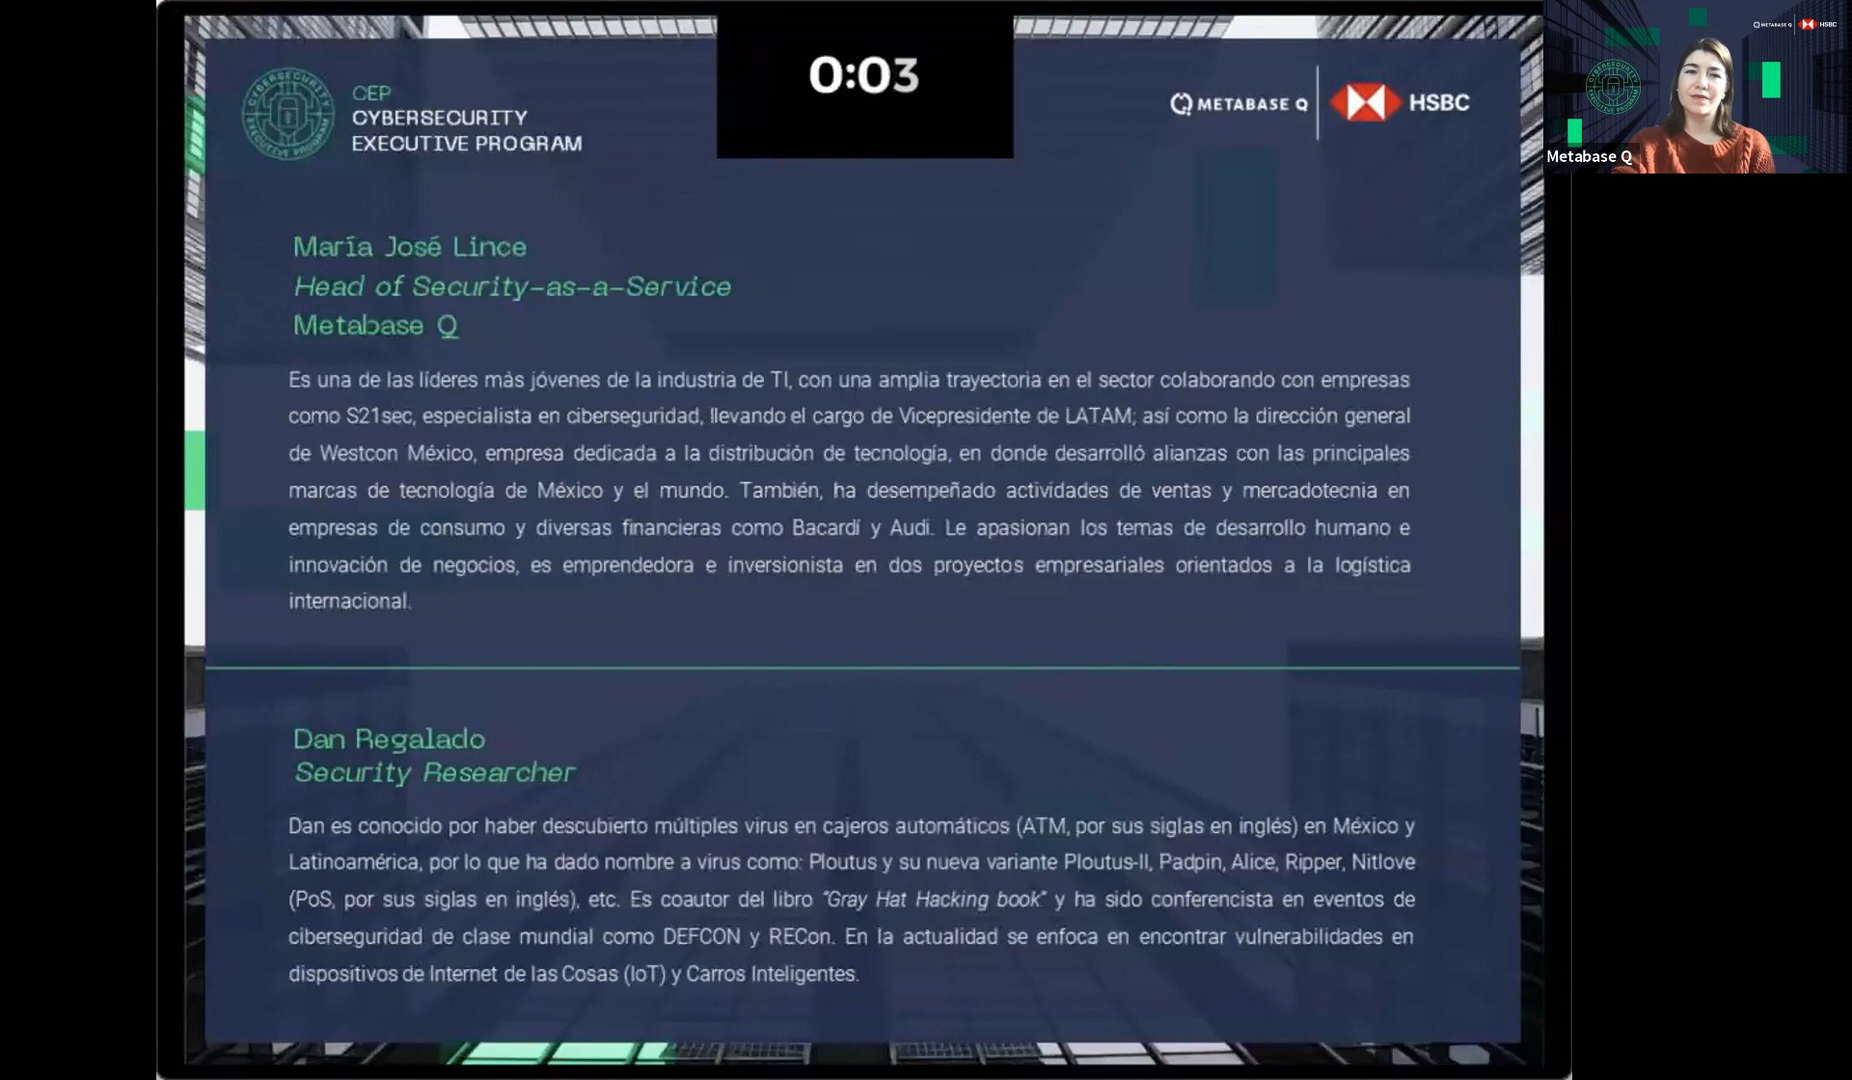 CEP
CYBERSECURITY
EXECUTIVE PROGRAM
0:03
METABASE Q
HSBC
METABASE Q
HSBC
Metabase Q
María José Lince
Head of Security-as-a-Service
Metabase Q
Es una de las líderes más jóvenes de la industria de TI, con una amplia trayectoria en el sector colaborando con empresas
como S21sec, especialista en ciberseguridad, llevando el cargo de Vicepresidente de LATAM; así como la dirección general
de Westcon México, empresa dedicada a la distribución de tecnología, en donde desarrolló alianzas con las principales
marcas de tecnología de México y el mundo. También, ha desempeñado actividades de ventas y mercadotecnia en
empresas de consumo y diversas financieras como Bacardí y Audi. Le apasionan los temas de desarrollo humano e
innovación de negocios, es emprendedora e inversionista en dos proyectos empresariales orientados a la logística
internacional.
Dan Regalado
Security Researcher
Dan es conocido por haber descubierto múltiples virus en cajeros automáticos (ATM, por sus siglas en inglés) en México y
Latinoamérica, por lo que ha dado nombre a virus como: Ploutus y su nueva variante Ploutus-II, Padpin, Alice, Ripper, Nitlove
(PoS, por sus siglas en inglés), etc. Es coautor del libro “Gray Hat Hacking book” y ha sido conferencista en eventos de
ciberseguridad de clase mundial como DEFCON y RECon. En la actualidad se enfoca en encontrar vulnerabilidades en
dispositivos de Internet de las Cosas (IoT) y Carros Inteligentes.
CYBERSECURITY
EXECUTIVE PROGRAM